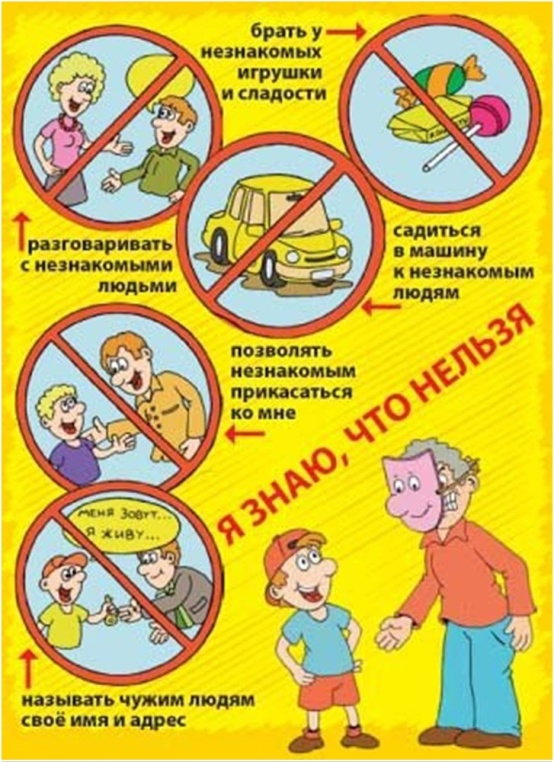 брать у
незнакомых
игрушки
и сладости
разговаривать
с незнакомыми
людьми
садиться
в машину
к незнакомым
людям
позволять
незнакомым
прикасаться
ко мне
Я ЗНАЮ, ЧТО НЕЛЬЗЯ
МЕНЯ ЗОВУТ...
Я ЖИВУ...
называть чужим людям
своё имя и адрес